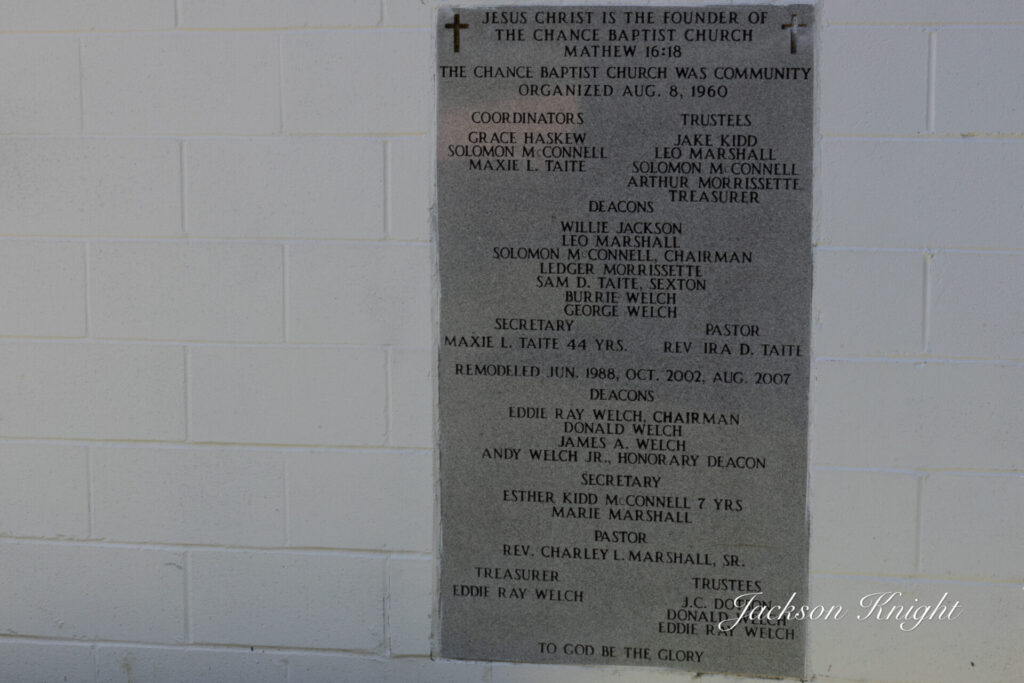 JESUS CHRIST IS THE FOUNDER OF
THE CHANCE BAPTIST CHURCH
MATHEW 16:18
THE CHANCE BAPTIST CHURCH WAS COMMUNITY
ORGANIZED AUG. 8, 1960
COORDINATORS
GRACE HASKEW
SOLOMON McCONNELL
MAXIE L. TAITE
TRUSTEES
JAKE KIDD
LEO MARSHALL
SOLOMON McCONNELL
ARTHUR MORRISSETTE
TREASURER
DEACONS
WILLIE JACKSON
LEO MARSHALL
SOLOMON McCONNELL, CHAIRMAN
LEDGER MORRISSETTE
SAM D. TAITE, SEXTON
BURRIE WELCH
GEORGE WELCH
SECRETARY
MAXIE L. TAITE 44 YRS.
PASTOR
REV IRA D. TAITE
REMODELED JUN. 1988, OCT. 2002, AUG. 2007
DEACONS
EDDIE RAY WELCH, CHAIRMAN
DONALD WELCH
JAMES A. WELCH
ANDY WELCH JR., HONORARY DEACON
SECRETARY
ESTHER KIDD McCONNELL 7 YRS
MARIE MARSHALL
PASTOR
REV. CHARLEY L. MARSHALL, SR.
TREASURER
EDDIE RAY WELCH
TRUSTEES
J.C.
DONALD WELCH
EDDIE RAY WELCH
TO GOD BE THE GLORY
Jackson Knight